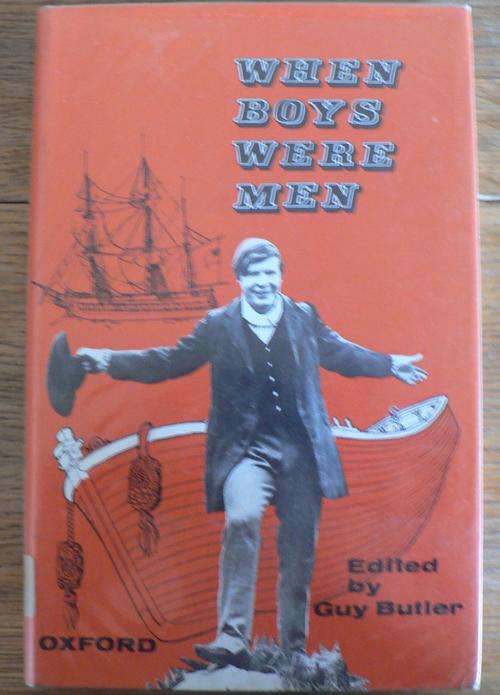 WHEN
BOYS
WERE
MEN
Edited
by
Guy Butler
OXFORD